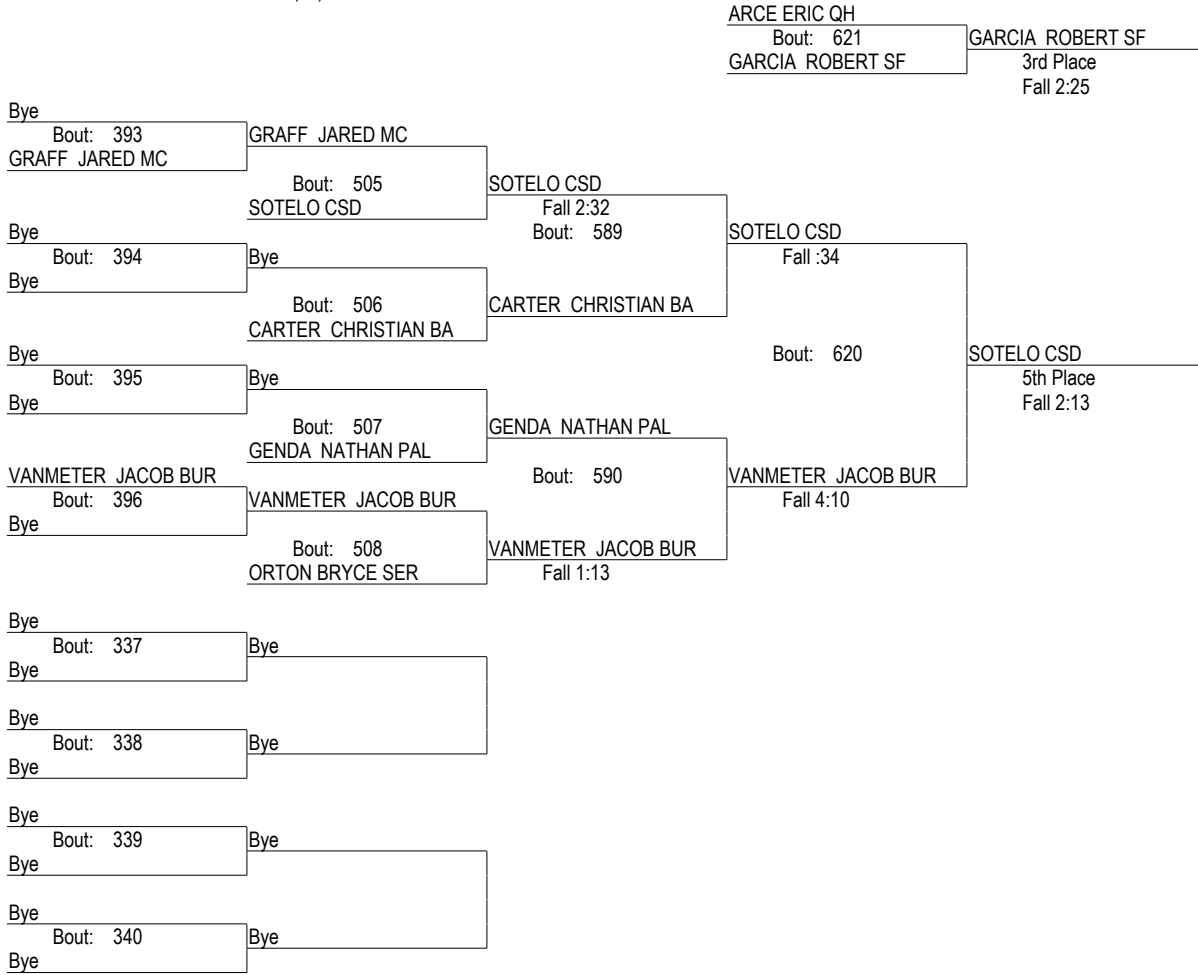 ARCE ERIC QH
Bout: 621
GARCIA ROBERT SF
GARCIA ROBERT SF
3rd Place
Fall 2:25
Bye
Bout: 393
GRAFF JARED MC
GRAFF JARED MC
Bout: 505
SOTELO CSD
SOTELO CSD
Fall 2:32
Bout: 589
SOTELO CSD
Fall :34
Bye
Bout: 394
Bye
Bye
Bout: 506
CARTER CHRISTIAN BA
CARTER CHRISTIAN BA
Bout: 620
SOTELO CSD
5th Place
Fall 2:13
Bye
Bout: 395
Bye
Bye
Bout: 507
GENDA NATHAN PAL
GENDA NATHAN PAL
Bout: 590
VANMETER JACOB BUR
Fall 4:10
VANMETER JACOB BUR
Bout: 396
Bye
VANMETER JACOB BUR
Bout: 508
ORTON BRYCE SER
VANMETER JACOB BUR
Fall 1:13
Bye
Bout: 337
Bye
Bye
Bye
Bout: 338
Bye
Bye
Bye
Bout: 339
Bye
Bye
Bye
Bout: 340
Bye
Bye